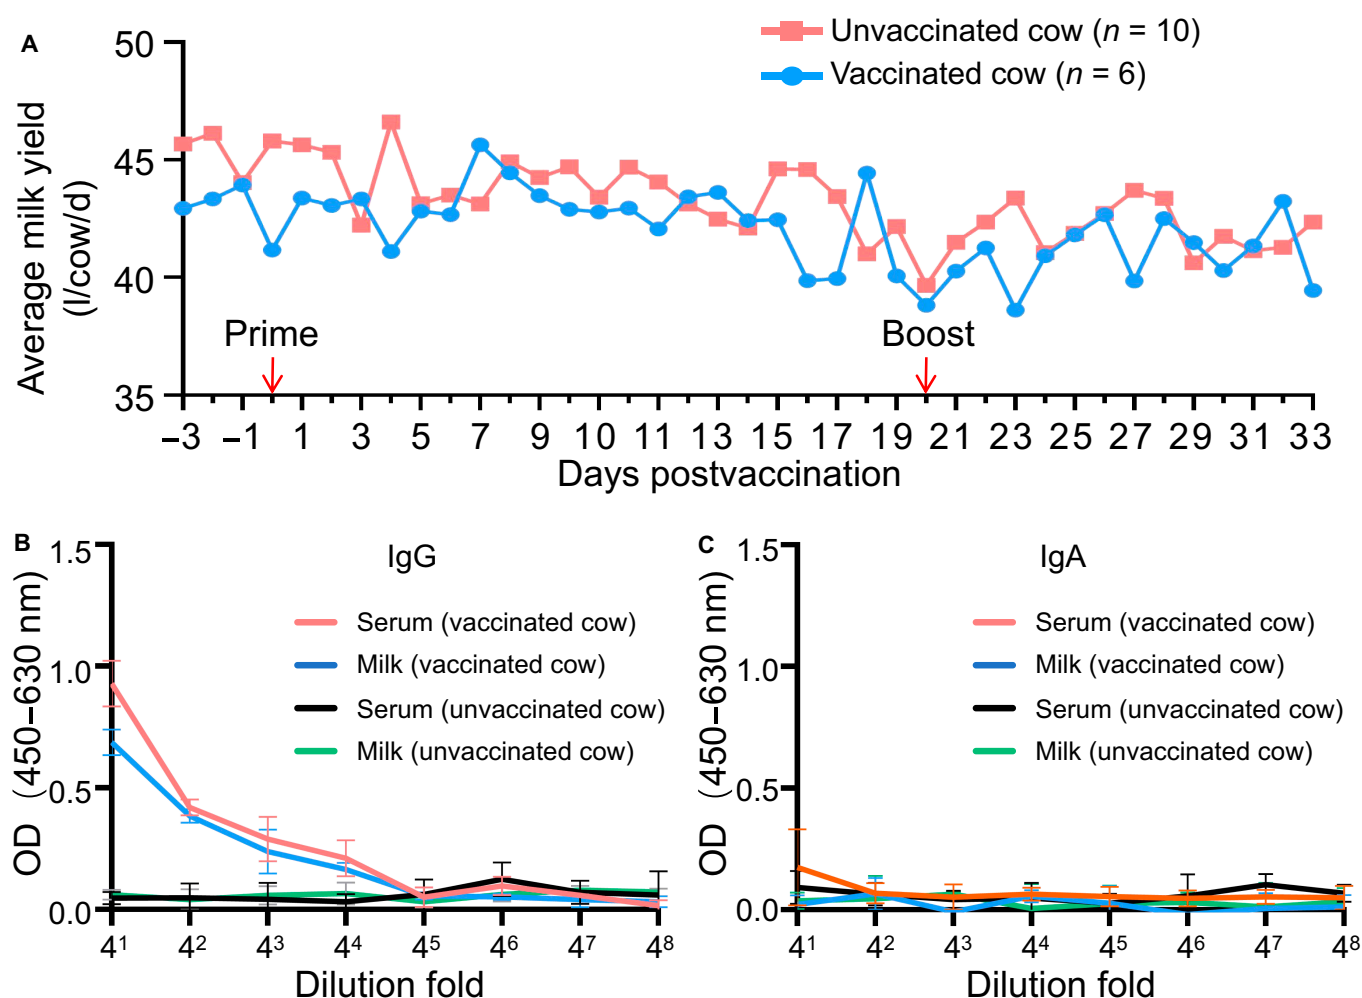 A
50
45
40
35
Average milk yield
(l/cow/d)
Unvaccinated cow (n = 10)
Vaccinated cow (n = 6)
Prime
Boost
−3 −1 1 3 5 7 9 10 11 13 15 17 19 21 23 25 27 29 31 33
Days postvaccination
B
IgG
1.5
1.0
0.5
0.0
OD (450−630 nm)
Serum (vaccinated cow)
Milk (vaccinated cow)
Serum (unvaccinated cow)
Milk (unvaccinated cow)
4¹ 4² 4³ 4⁴ 4⁵ 4⁶ 4⁷ 4⁸
Dilution fold
C
IgA
1.5
1.0
0.5
0.0
OD (450−630 nm)
Serum (vaccinated cow)
Milk (vaccinated cow)
Serum (unvaccinated cow)
Milk (unvaccinated cow)
4¹ 4² 4³ 4⁴ 4⁵ 4⁶ 4⁷ 4⁸
Dilution fold